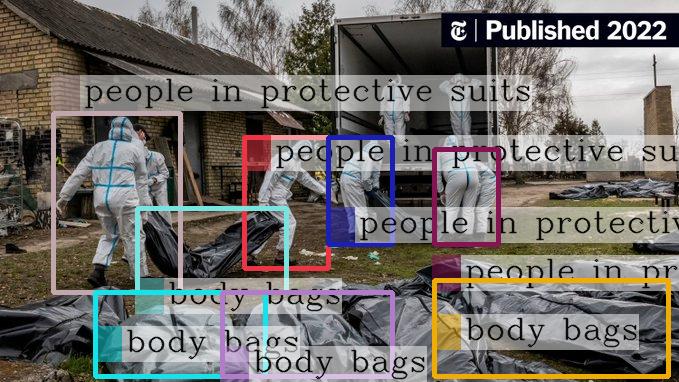 Published 2022
people in protective suits
people in protective su
people in protectiv
people in pr
body bags
body bags
body bags
body bags